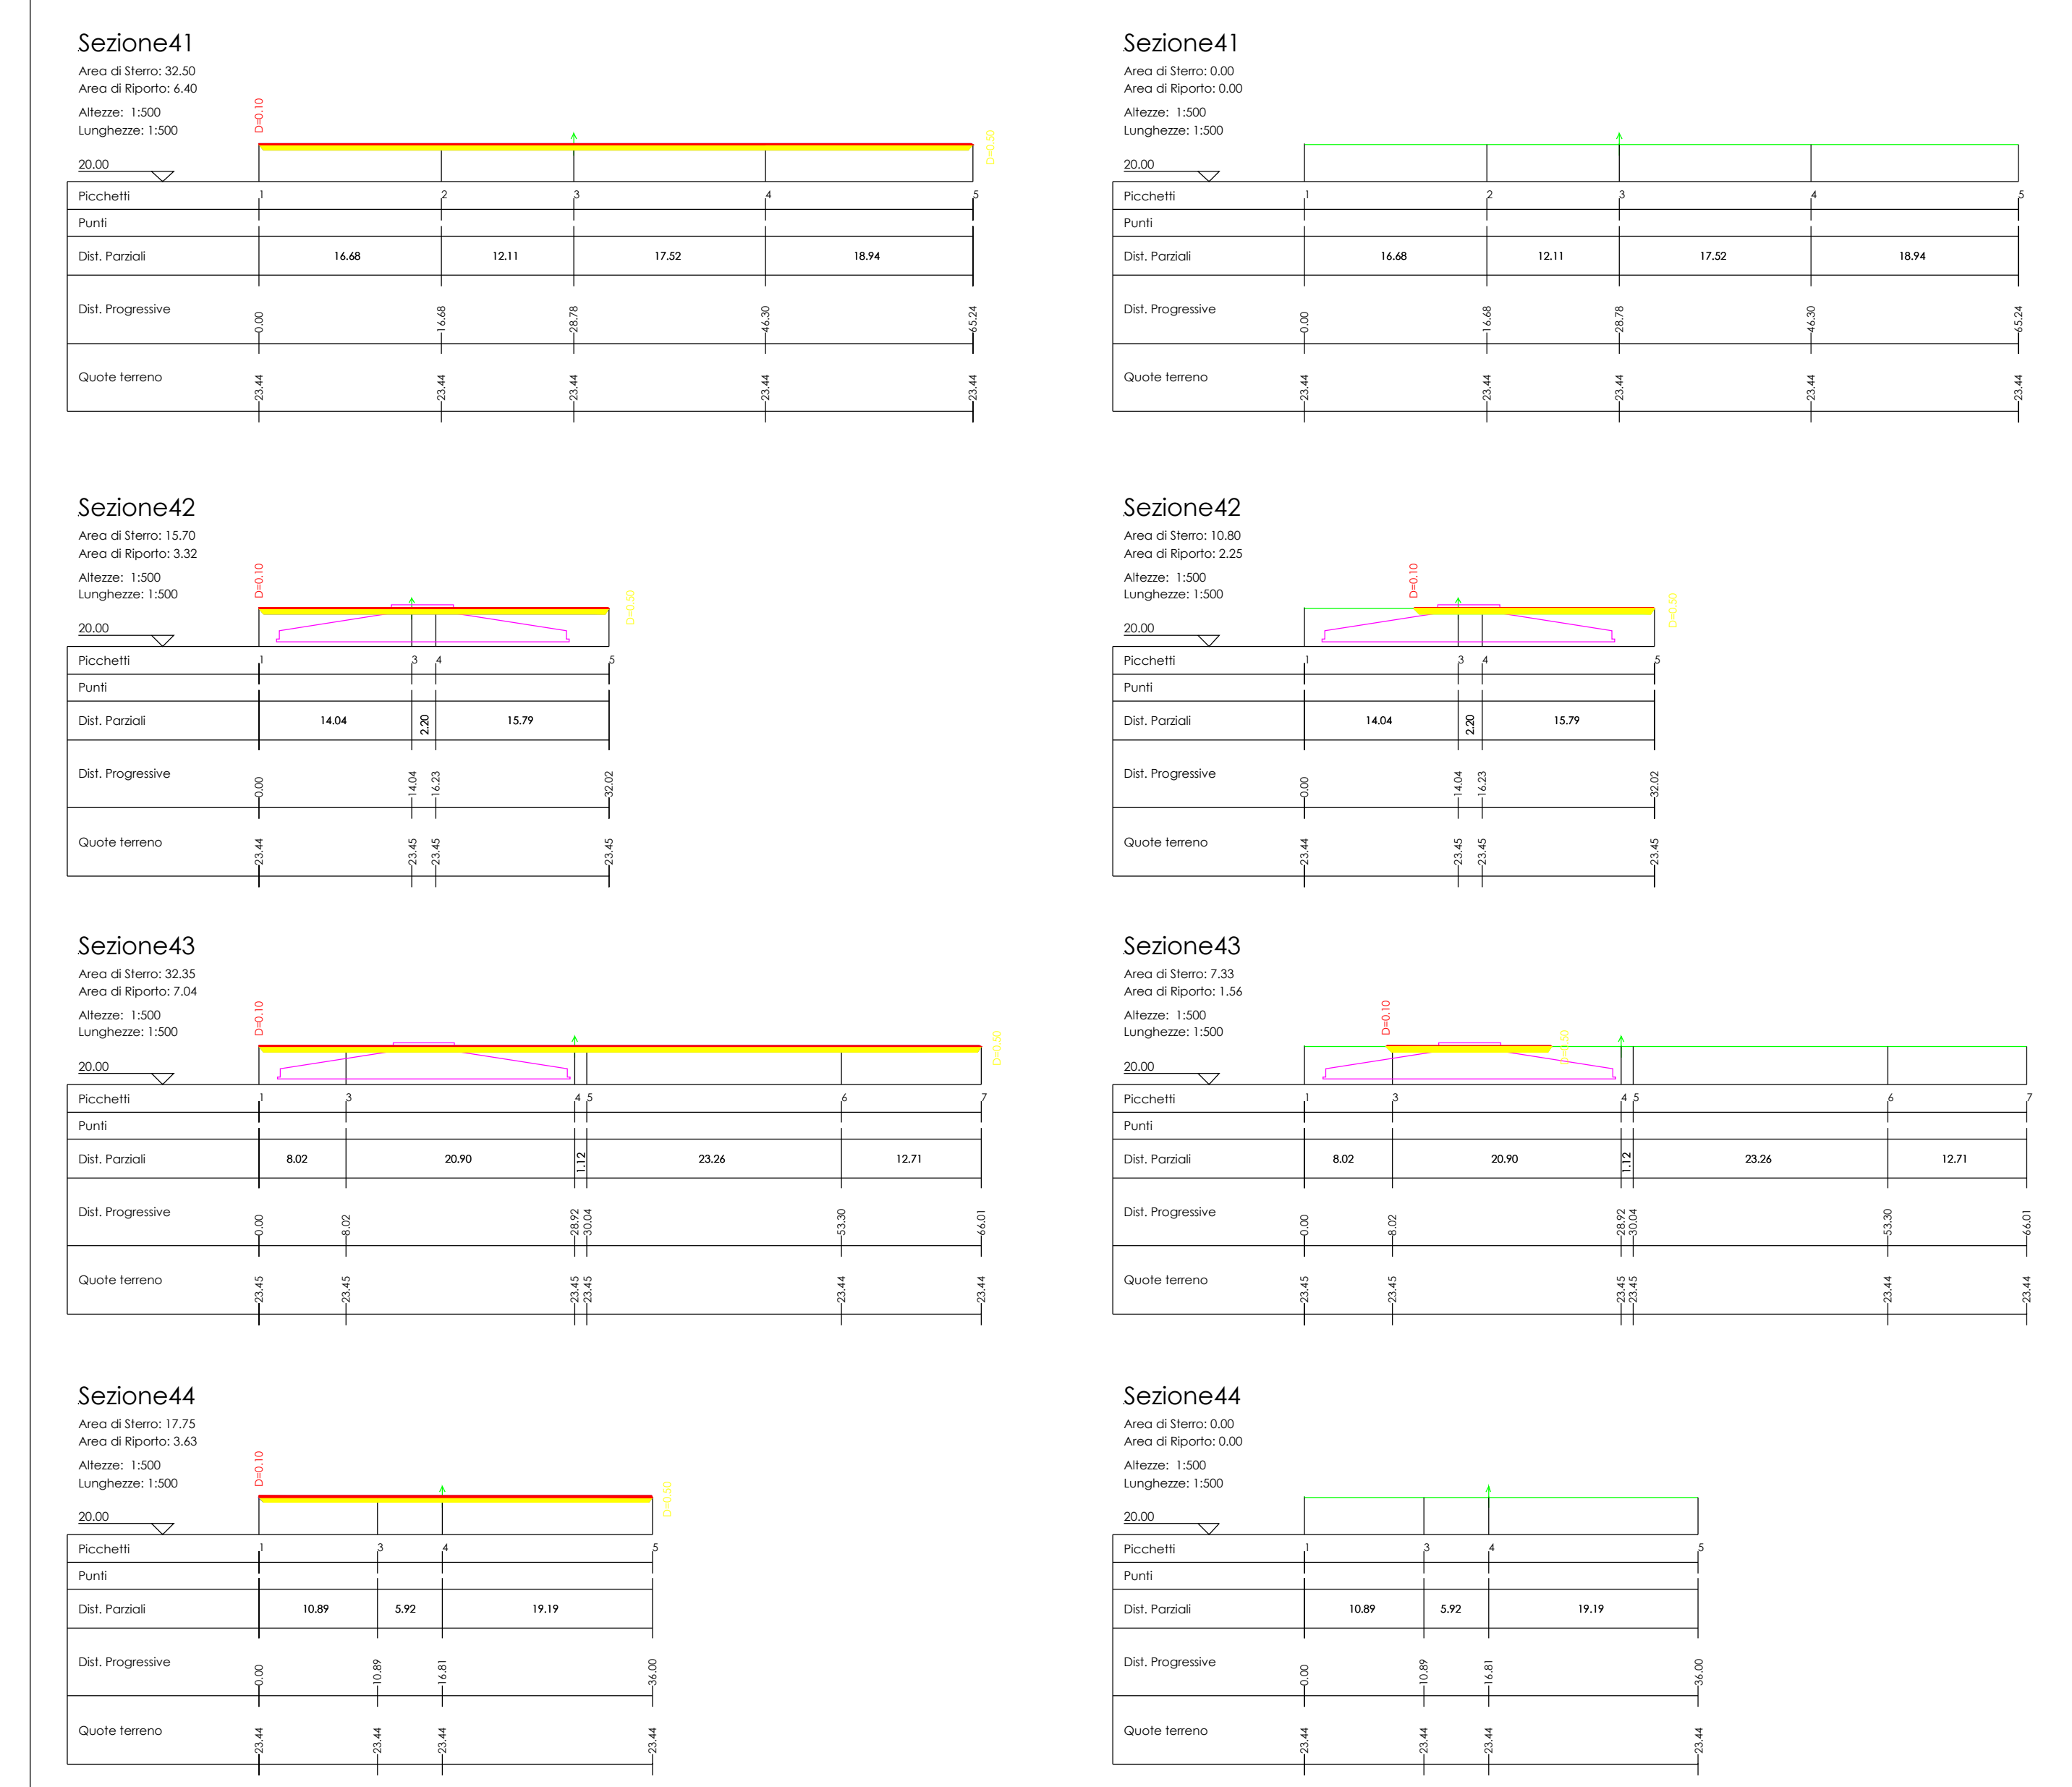 Sezione41
Area di Sterro: 32.50
Area di Riporto: 6.40
Altezze: 1:500
Lunghezze: 1:500
D=0.10
D=0.50
20.00
Picchetti 1 2 3 4 5
Punti
Dist. Parziali 16.68 12.11 17.52 18.94
Dist. Progressive 0.00 16.68 28.78 46.30 65.24
Quote terreno 23.44 23.44 23.44 23.44 23.44
Sezione41
Area di Sterro: 0.00
Area di Riporto: 0.00
Altezze: 1:500
Lunghezze: 1:500
20.00
Picchetti 1 2 3 4 5
Punti
Dist. Parziali 16.68 12.11 17.52 18.94
Dist. Progressive 0.00 16.68 28.78 46.30 65.24
Quote terreno 23.44 23.44 23.44 23.44 23.44
Sezione42
Area di Sterro: 15.70
Area di Riporto: 3.32
Altezze: 1:500
Lunghezze: 1:500
D=0.10
D=0.50
20.00
Picchetti 1 3 4 5
Punti
Dist. Parziali 14.04 2.20 15.79
Dist. Progressive 0.00 14.04 16.23 32.02
Quote terreno 23.44 23.45 23.45 23.45
Sezione42
Area di Sterro: 10.80
Area di Riporto: 2.25
Altezze: 1:500
Lunghezze: 1:500
D=0.10
D=0.50
20.00
Picchetti 1 3 4 5
Punti
Dist. Parziali 14.04 2.20 15.79
Dist. Progressive 0.00 14.04 16.23 32.02
Quote terreno 23.44 23.45 23.45 23.45
Sezione43
Area di Sterro: 32.35
Area di Riporto: 7.04
Altezze: 1:500
Lunghezze: 1:500
D=0.10
D=0.50
20.00
Picchetti 1 3 4 5 6 7
Punti
Dist. Parziali 8.02 20.90 1.12 23.26 12.71
Dist. Progressive 0.00 8.02 28.92 30.04 53.30 66.01
Quote terreno 23.45 23.45 23.45 23.45 23.44 23.44
Sezione43
Area di Sterro: 7.33
Area di Riporto: 1.56
Altezze: 1:500
Lunghezze: 1:500
D=0.10
D=0.50
20.00
Picchetti 1 3 4 5 6 7
Punti
Dist. Parziali 8.02 20.90 1.12 23.26 12.71
Dist. Progressive 0.00 8.02 28.92 30.04 53.30 66.01
Quote terreno 23.45 23.45 23.45 23.45 23.44 23.44
Sezione44
Area di Sterro: 17.75
Area di Riporto: 3.63
Altezze: 1:500
Lunghezze: 1:500
D=0.10
D=0.50
20.00
Picchetti 1 3 4 5
Punti
Dist. Parziali 10.89 5.92 19.19
Dist. Progressive 0.00 10.89 16.81 36.00
Quote terreno 23.44 23.44 23.44 23.44
Sezione44
Area di Sterro: 0.00
Area di Riporto: 0.00
Altezze: 1:500
Lunghezze: 1:500
20.00
Picchetti 1 3 4 5
Punti
Dist. Parziali 10.89 5.92 19.19
Dist. Progressive 0.00 10.89 16.81 36.00
Quote terreno 23.44 23.44 23.44 23.44